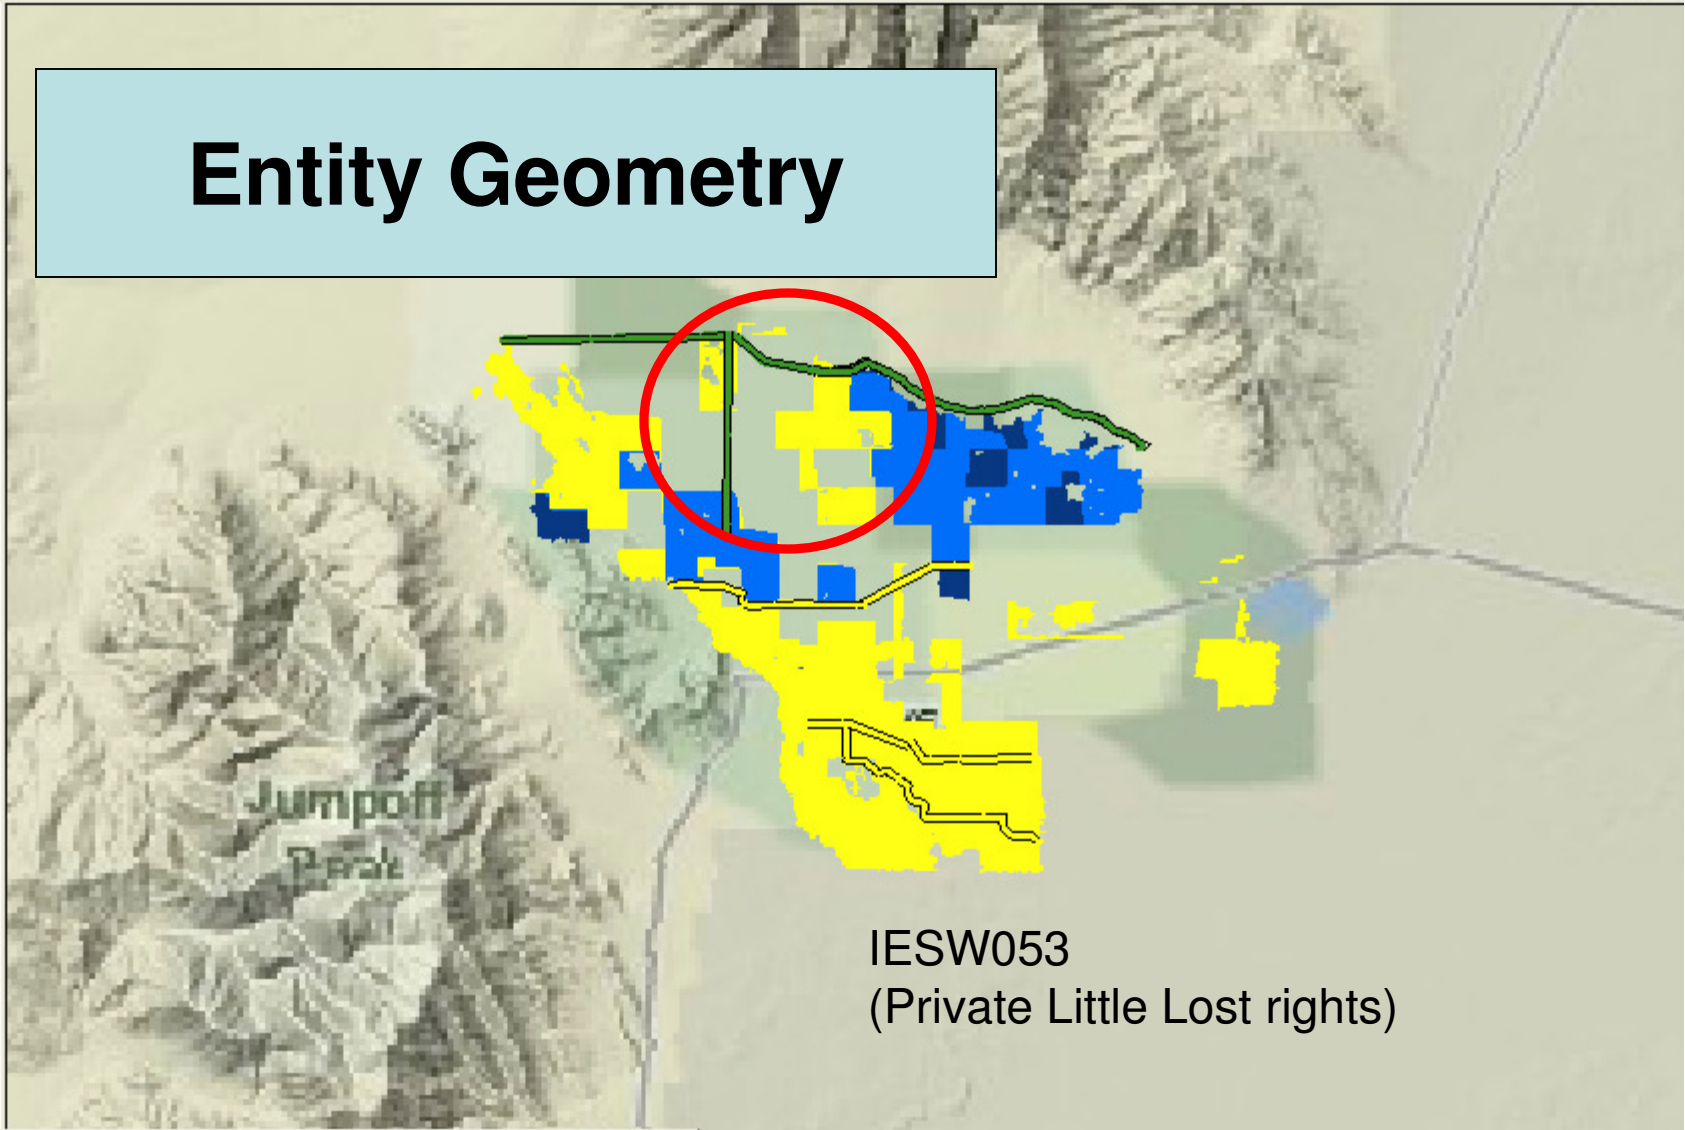 Entity Geometry
Jumpoff
Peak
IESW053
(Private Little Lost rights)